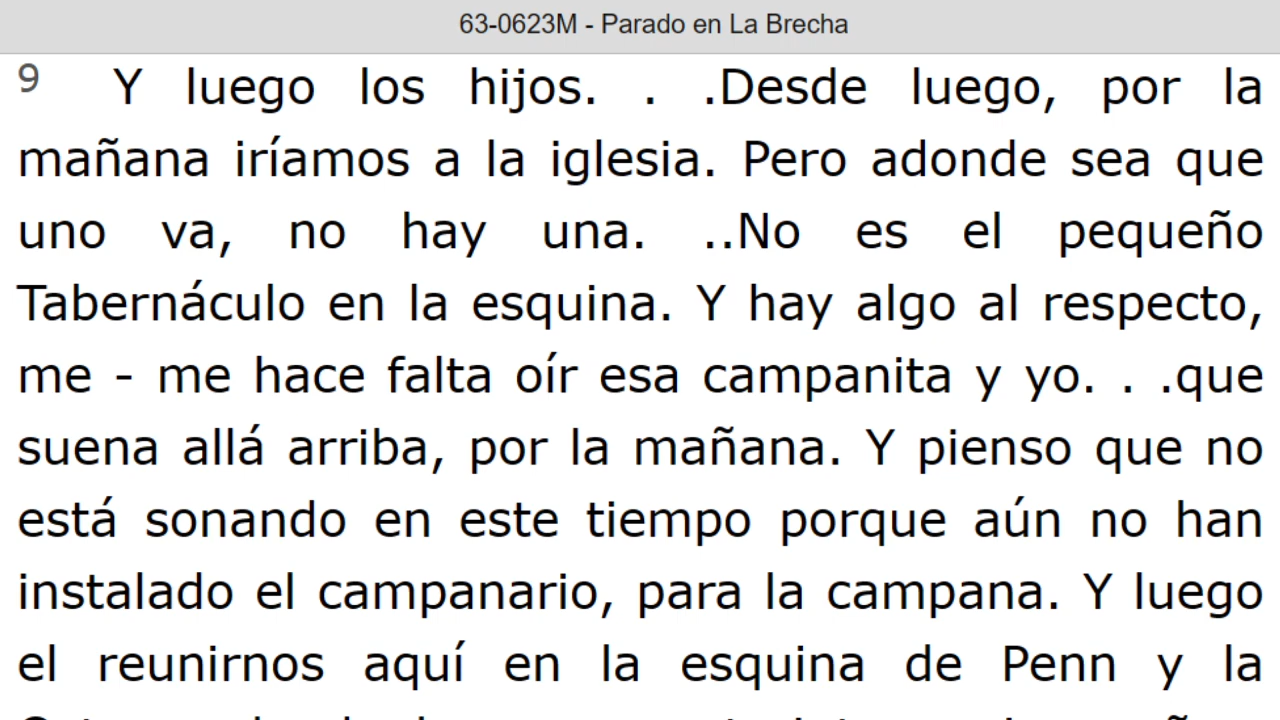 63-0623M - Parado en La Brecha
9 Y luego los hijos. . .Desde luego, por la
mañana iríamos a la iglesia. Pero adonde sea que
uno va, no hay una. ..No es el pequeño
Tabernáculo en la esquina. Y hay algo al respecto,
me - me hace falta oír esa campanita y yo. . .que
suena allá arriba, por la mañana. Y pienso que no
está sonando en este tiempo porque aún no han
instalado el campanario, para la campana. Y luego
el reunirnos aquí en la esquina de Penn y la